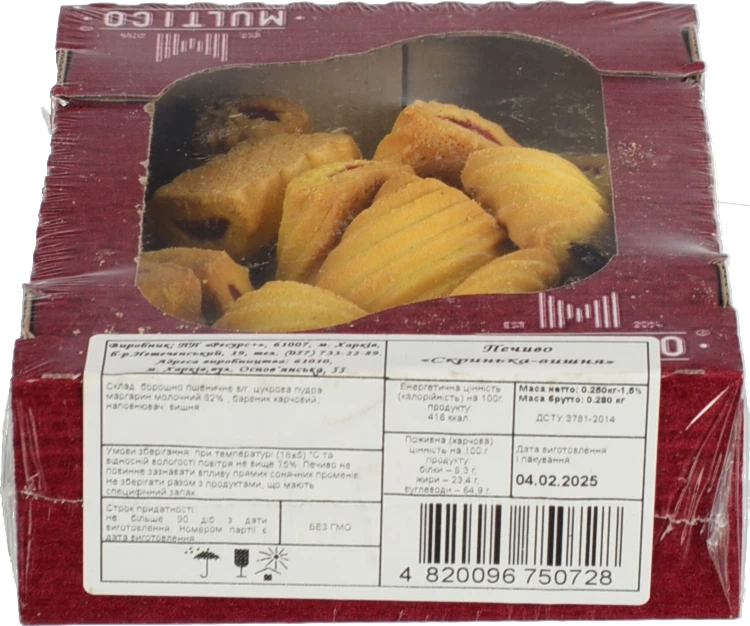 MULTICO
EST. 2024
EST. 2024
Виробник: ПП «Ресурс+», 61007, м. Харків,
б-р.Нетеченський, 19, тел. (057) 733-22-89.
Адреса виробництва: 61010,
м. Харків,вул. Основ'янська, 55
Печиво
«Скринька-вишня»
Склад: борошно пшеничне в/г, цукрова пудра,
маргарин молочний 82%, барвник харчовий,
наповнювач: вишня.
Енергетична цінність
(калорійність) на 100г.
продукту:
416 ккал.
Маса нетто: 0.250кг-1,5%
Маса брутто: 0.280 кг
ДСТУ 3781-2014
Умови зберігання: при температурі (18±5) °С та
відносній вологості повітря не вище 75%. Печиво не
повинне зазнавати впливу прямих сонячних променів.
Не зберігати разом з продуктами, що мають
специфічний запах.
Поживна (харчова)
цінність на 100 г
продукту:
білки – 6,3 г.
жири – 23,4 г.
вуглеводи – 64,9 г.
Дата виготовлення
і пакування
04.02.2025
Строк придатності:
не більше 90 діб з дати
виготовлення. Номером партії є
дата виготовлення.
БЕЗ ГМО
4 820096 750728